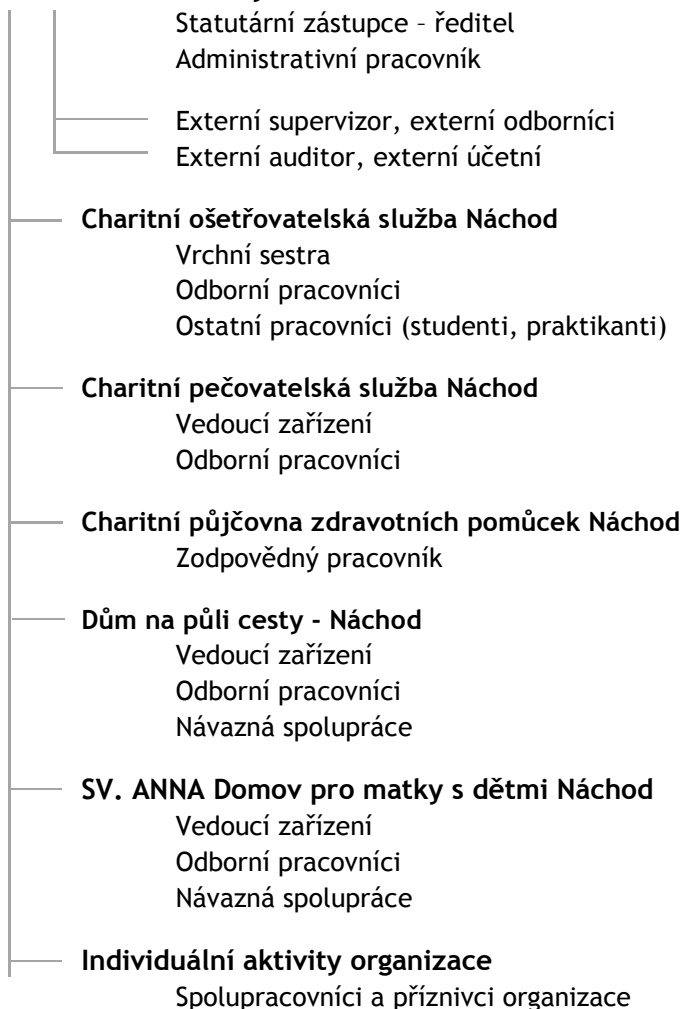 Statutární zástupce – ředitel
Administrativní pracovník
Externí supervizor, externí odborníci
Externí auditor, externí účetní
Charitní ošetřovatelská služba Náchod
Vrchní sestra
Odborní pracovníci
Ostatní pracovníci (studenti, praktikanti)
Charitní pečovatelská služba Náchod
Vedoucí zařízení
Odborní pracovníci
Charitní půjčovna zdravotních pomůcek Náchod
Zodpovědný pracovník
Dům na půli cesty - Náchod
Vedoucí zařízení
Odborní pracovníci
Návazná spolupráce
SV. ANNA Domov pro matky s dětmi Náchod
Vedoucí zařízení
Odborní pracovníci
Návazná spolupráce
Individuální aktivity organizace
Spolupracovníci a příznivci organizace